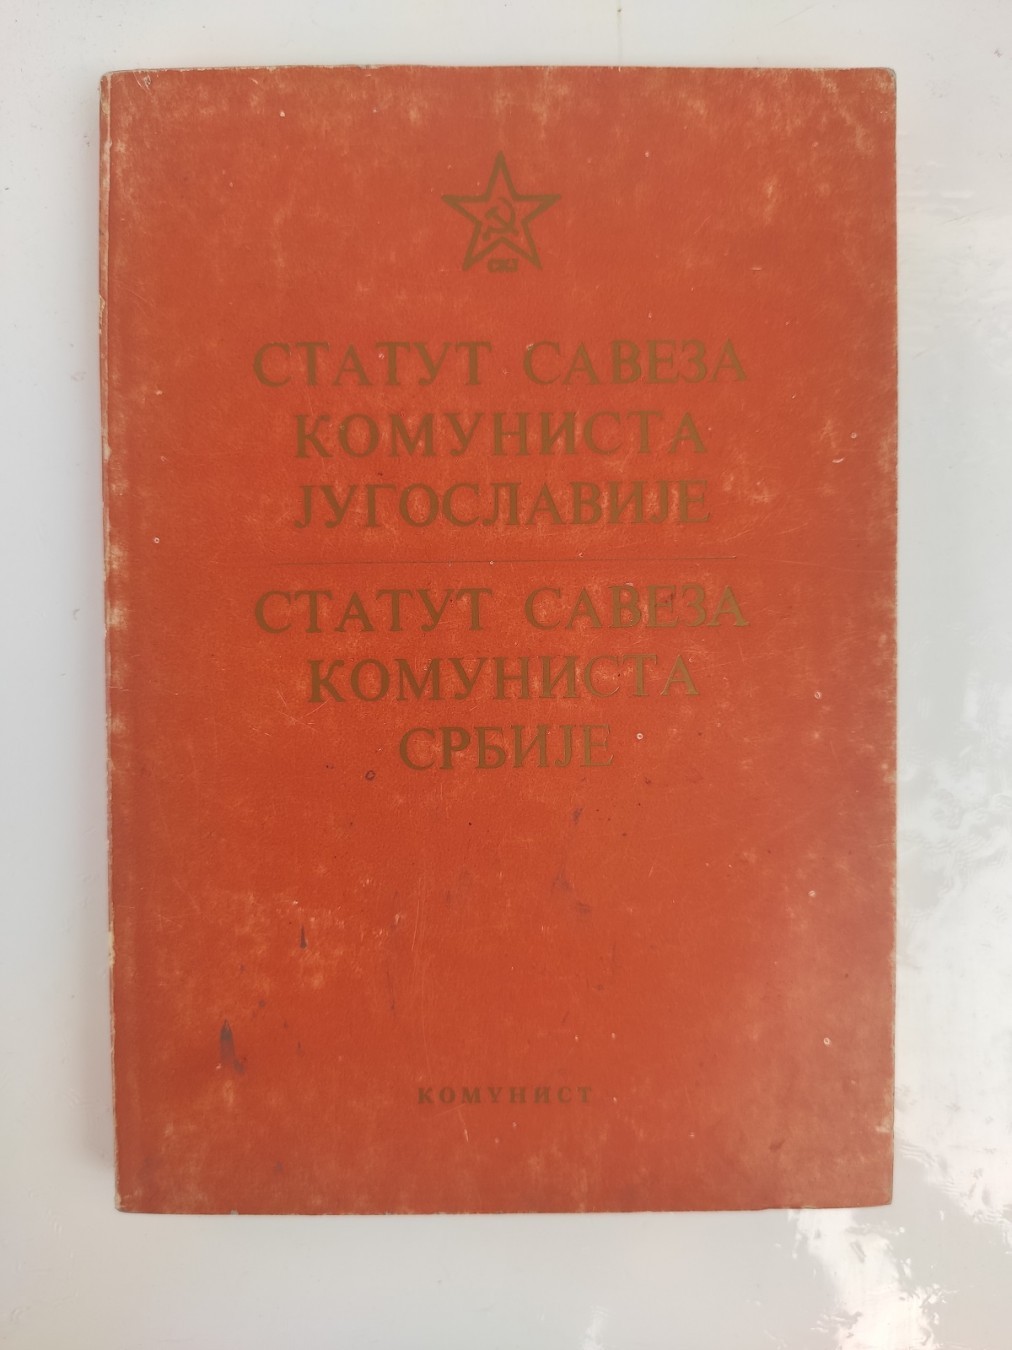 СКЈ
СТАТУТ САВЕЗА
КОМУНИСТА
ЈУГОСЛАВИЈЕ
СТАТУТ САВЕЗА
КОМУНИСТА
СРБИЈЕ
КОМУНИСТ